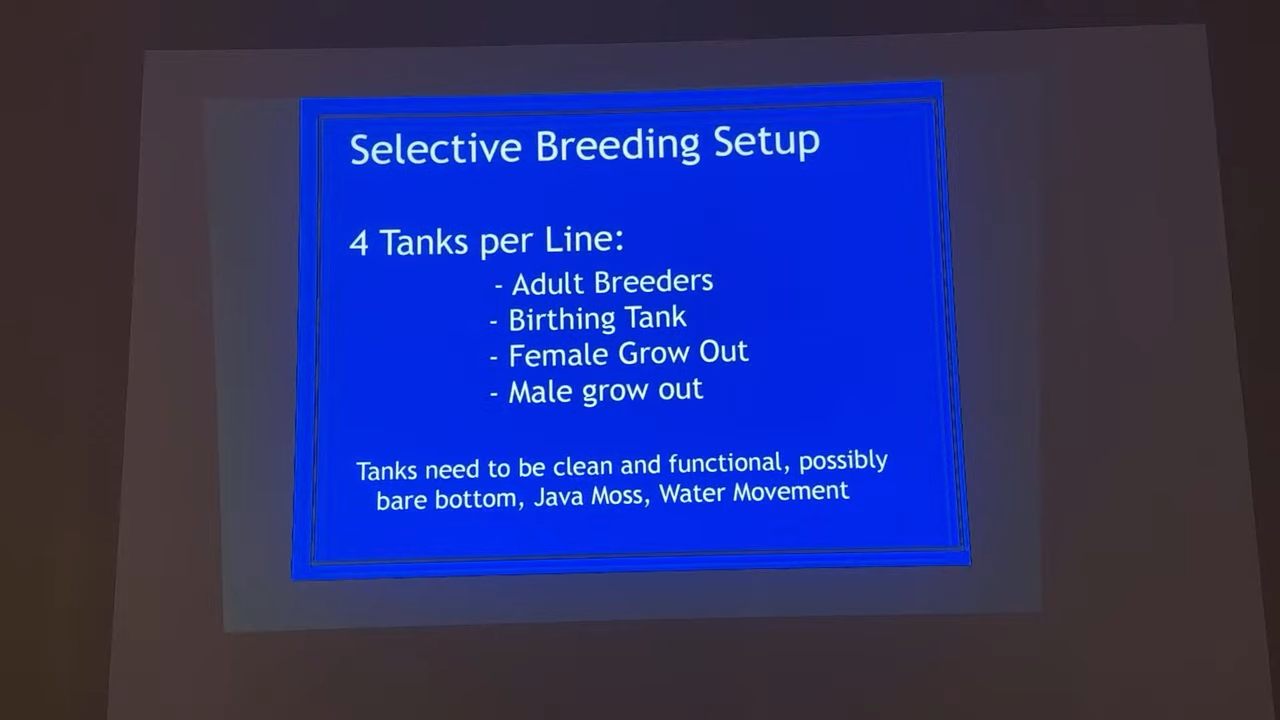 Selective Breeding Setup
4 Tanks per Line:
- Adult Breeders
- Birthing Tank
- Female Grow Out
- Male grow out
Tanks need to be clean and functional, possibly
bare bottom, Java Moss, Water Movement